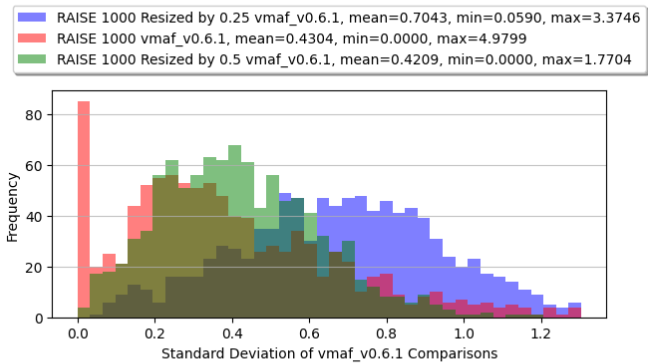 RAISE 1000 Resized by 0.25 vmaf_v0.6.1, mean=0.7043, min=0.0590, max=3.3746
RAISE 1000 vmaf_v0.6.1, mean=0.4304, min=0.0000, max=4.9799
RAISE 1000 Resized by 0.5 vmaf_v0.6.1, mean=0.4209, min=0.0000, max=1.7704
80
60
40
20
0
Frequency
0.0 0.2 0.4 0.6 0.8 1.0 1.2
Standard Deviation of vmaf_v0.6.1 Comparisons